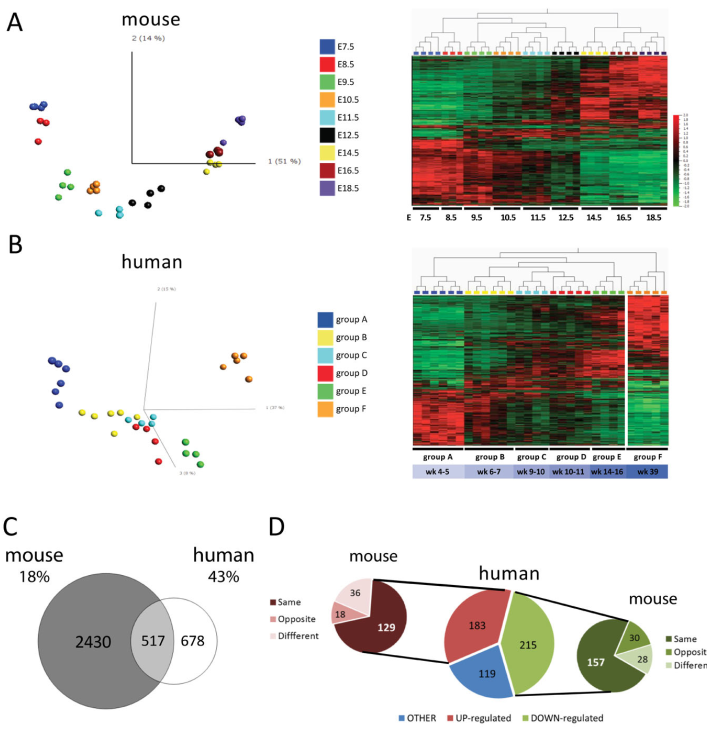 A
mouse
2 (14 %)
1 (51 %)
E7.5
E8.5
E9.5
E10.5
E11.5
E12.5
E14.5
E16.5
E18.5
E 7.5 8.5 9.5 10.5 11.5 12.5 14.5 16.5 18.5
B
human
1 (37 %)
group A
group B
group C
group D
group E
group F
group A group B group C group D group E group F
wk 4-5 wk 6-7 wk 9-10 wk 10-11 wk 14-16 wk 39
C
mouse
18%
human
43%
2430
517
678
D
mouse
human
mouse
Same
Opposite
Diffferent
36
18
129
183
215
119
157
30
28
Same
Opposit
Differen
OTHER UP-regulated DOWN-regulated